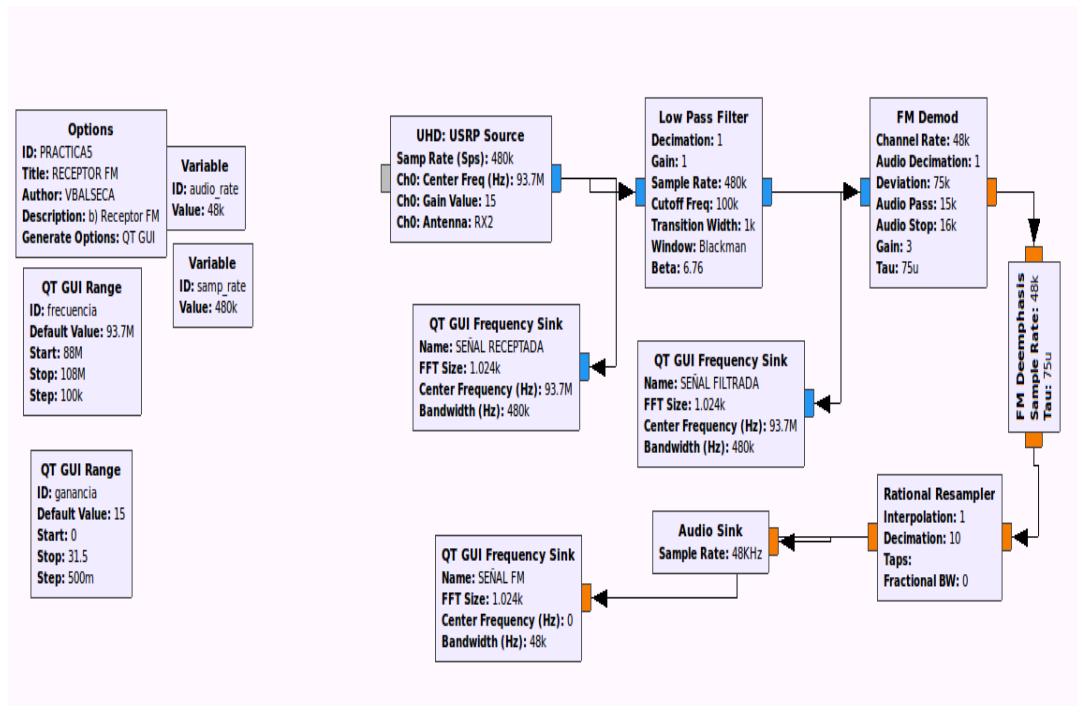 Options
ID: PRACTICA5
Title: RECEPTOR FM
Author: VBALSECA
Description: b) Receptor FM
Generate Options: QT GUI
Variable
ID: audio_rate
Value: 48k
Variable
ID: samp_rate
Value: 480k
QT GUI Range
ID: frecuencia
Default Value: 93.7M
Start: 88M
Stop: 108M
Step: 100k
QT GUI Range
ID: ganancia
Default Value: 15
Start: 0
Stop: 31.5
Step: 500m
UHD: USRP Source
Samp Rate (Sps): 480k
Ch0: Center Freq (Hz): 93.7M
Ch0: Gain Value: 15
Ch0: Antenna: RX2
Low Pass Filter
Decimation: 1
Gain: 1
Sample Rate: 480k
Cutoff Freq: 100k
Transition Width: 1k
Window: Blackman
Beta: 6.76
FM Demod
Channel Rate: 48k
Audio Decimation: 1
Deviation: 75k
Audio Pass: 15k
Audio Stop: 16k
Gain: 3
Tau: 75u
QT GUI Frequency Sink
Name: SEÑAL RECEPTADA
FFT Size: 1.024k
Center Frequency (Hz): 93.7M
Bandwidth (Hz): 480k
QT GUI Frequency Sink
Name: SEÑAL FILTRADA
FFT Size: 1.024k
Center Frequency (Hz): 93.7M
Bandwidth (Hz): 480k
FM Deemphasis
Sample Rate: 48k
Tau: 75u
Rational Resampler
Interpolation: 1
Decimation: 10
Taps:
Fractional BW: 0
Audio Sink
Sample Rate: 48KHz
QT GUI Frequency Sink
Name: SEÑAL FM
FFT Size: 1.024k
Center Frequency (Hz): 0
Bandwidth (Hz): 48k